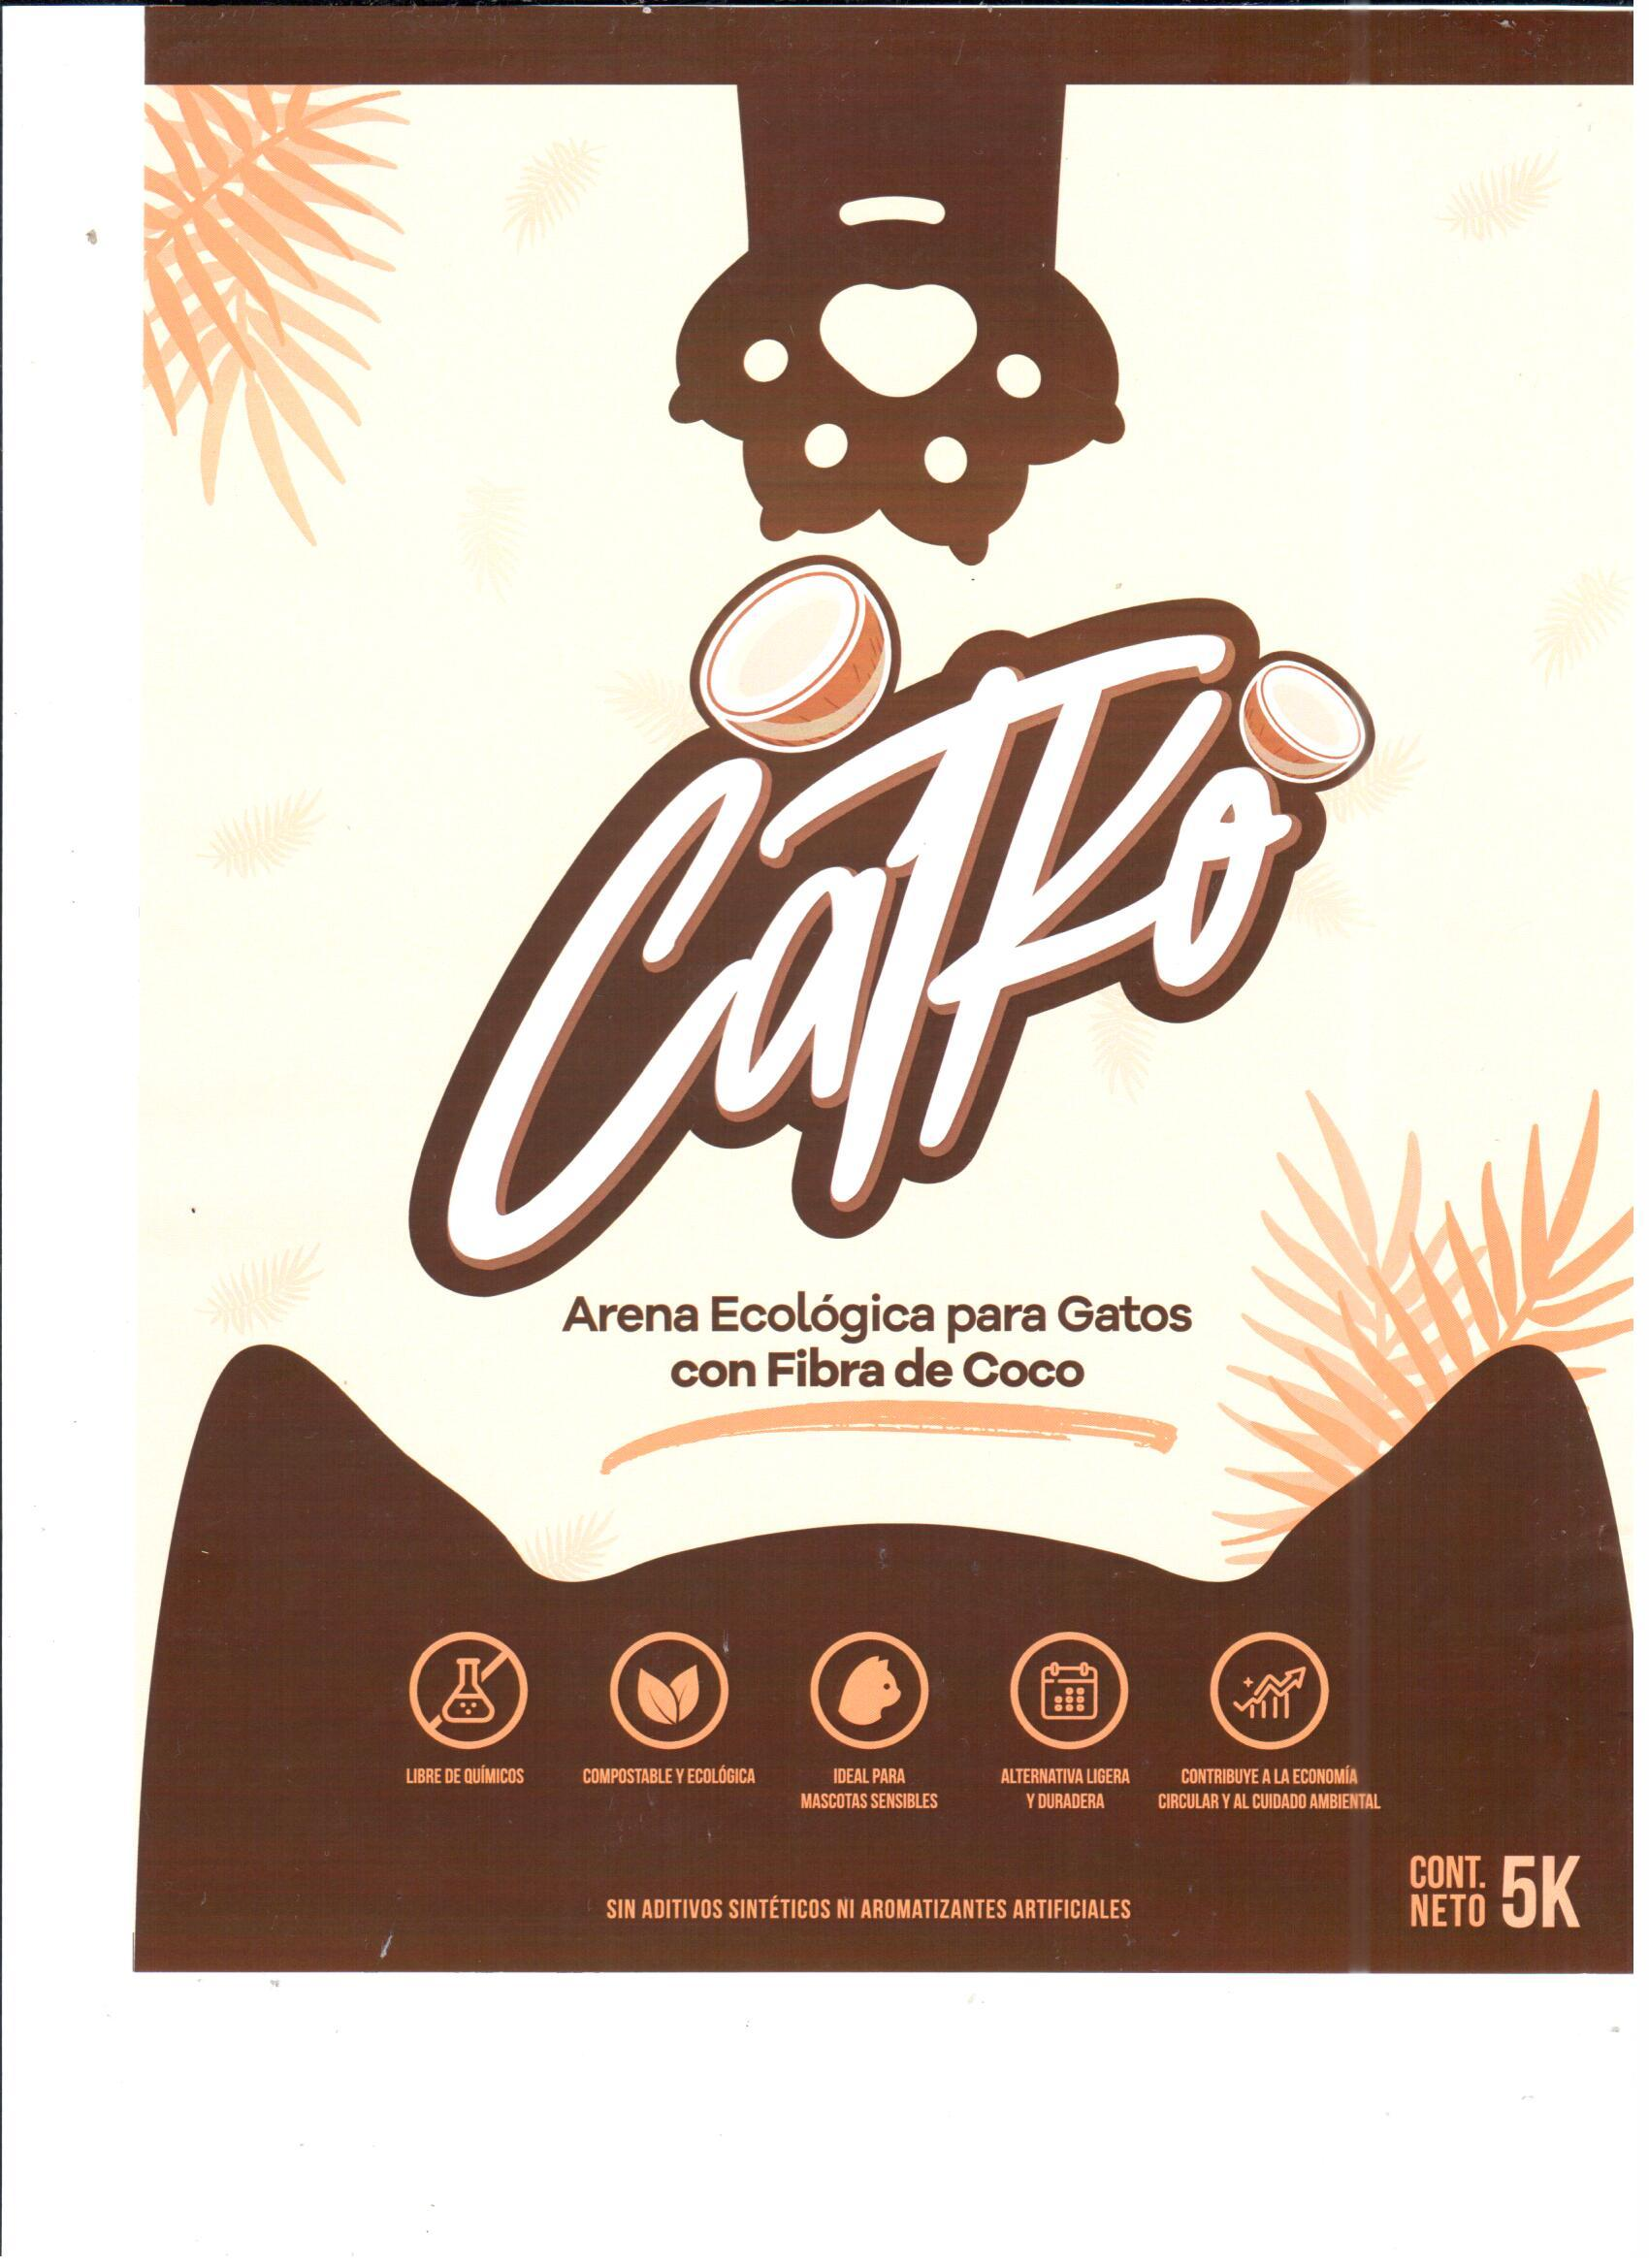 CaTKo
Arena Ecológica para Gatos
con Fibra de Coco
LIBRE DE QUÍMICOS
COMPOSTABLE Y ECOLÓGICA
IDEAL PARA
MASCOTAS SENSIBLES
ALTERNATIVA LIGERA
Y DURADERA
CONTRIBUYE A LA ECONOMÍA
CIRCULAR Y AL CUIDADO AMBIENTAL
SIN ADITIVOS SINTÉTICOS NI AROMATIZANTES ARTIFICIALES
CONT.
NETO 5K